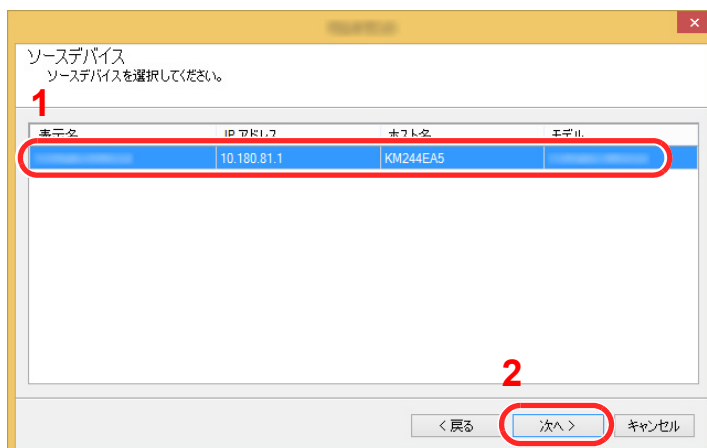 ソースデバイス
ソースデバイスを選択してください。
1
表示名 IP アドレス ホスト名 モデル
10.180.81.1 KM244EA5
2
< 戻る 次へ > キャンセル